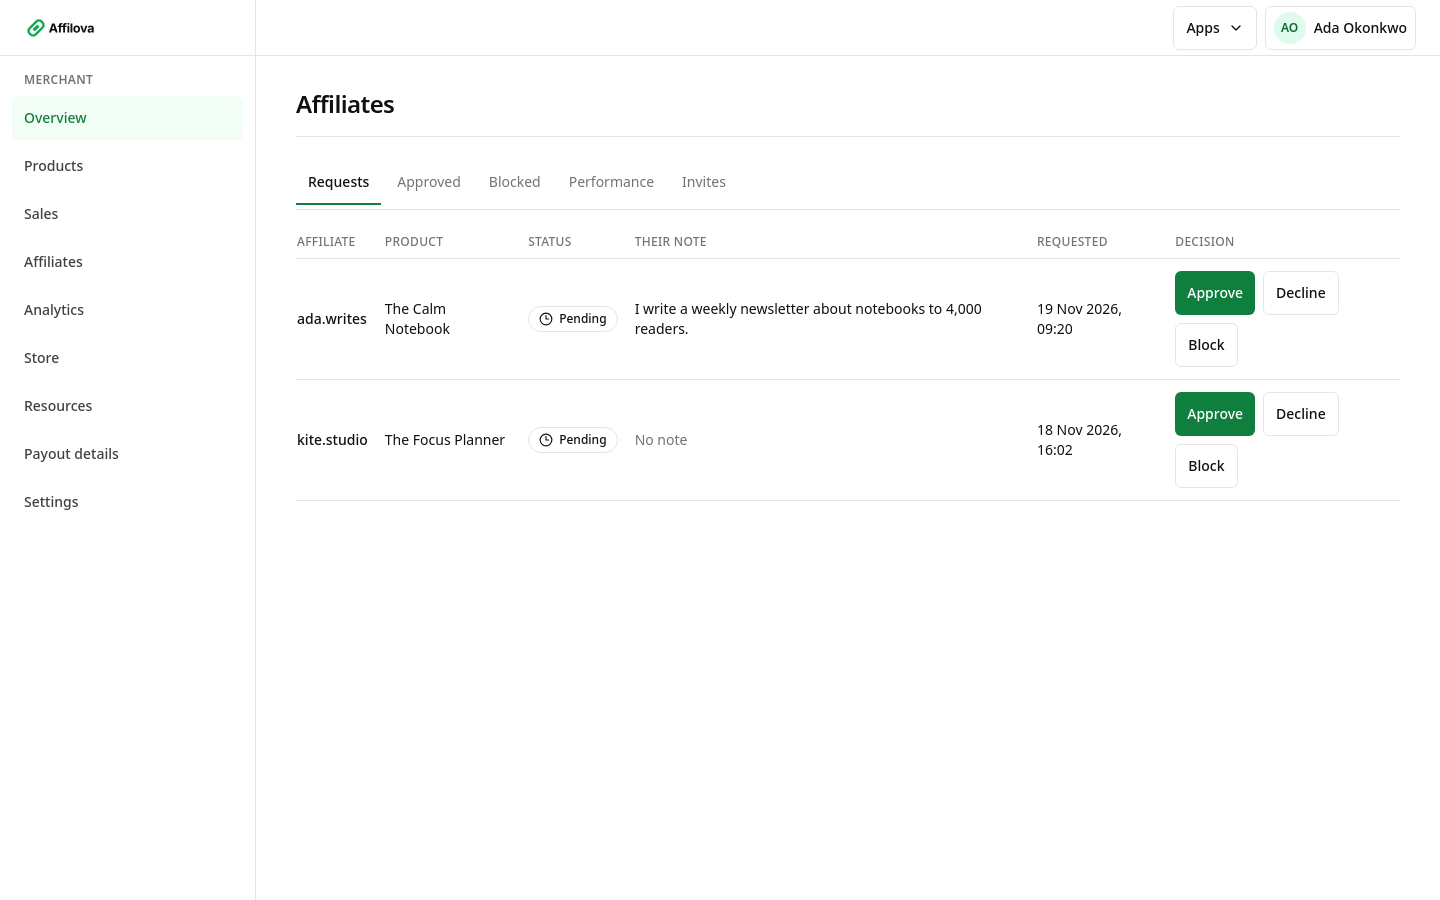 Affilova
Apps
AO Ada Okonkwo
MERCHANT
Overview
Products
Sales
Affiliates
Analytics
Store
Resources
Payout details
Settings
Affiliates
Requests Approved Blocked Performance Invites
AFFILIATE PRODUCT STATUS THEIR NOTE REQUESTED DECISION
ada.writes
The Calm
Notebook
Pending
I write a weekly newsletter about notebooks to 4,000
readers.
19 Nov 2026,
09:20
Approve Decline
Block
kite.studio
The Focus Planner
Pending
No note
18 Nov 2026,
16:02
Approve Decline
Block